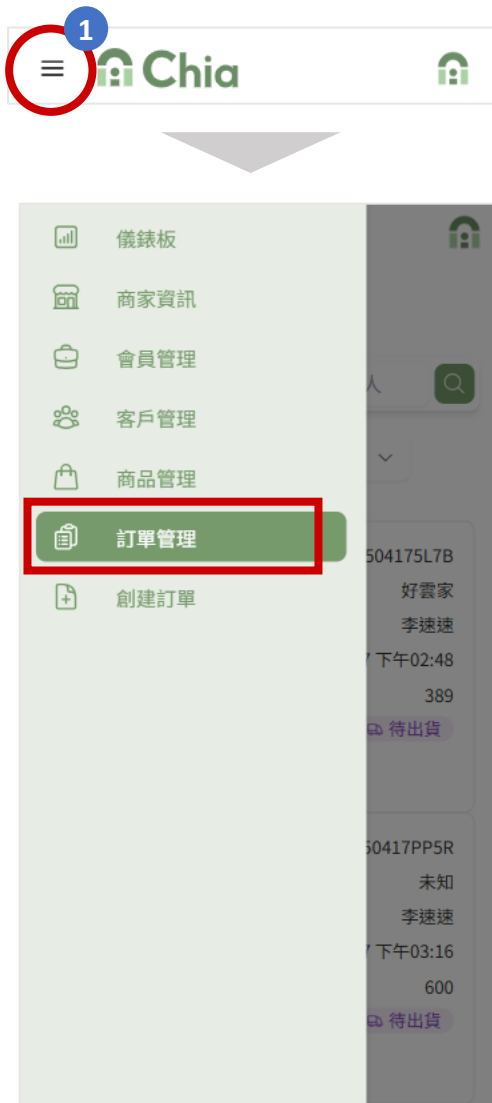 1
Chia
儀錶板
商家資訊
會員管理
客戶管理
人
商品管理
訂單管理
504175L7B
創建訂單
好雲家
李速速
7 下午02:48
389
待出貨
50417PP5R
未知
李速速
7 下午03:16
600
待出貨